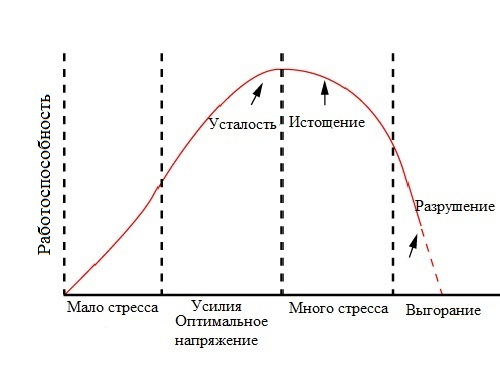 Работоспособность
Усталость
Истощение
Разрушение
Мало стресса
Усилия
Оптимальное
напряжение
Много стресса
Выгорание